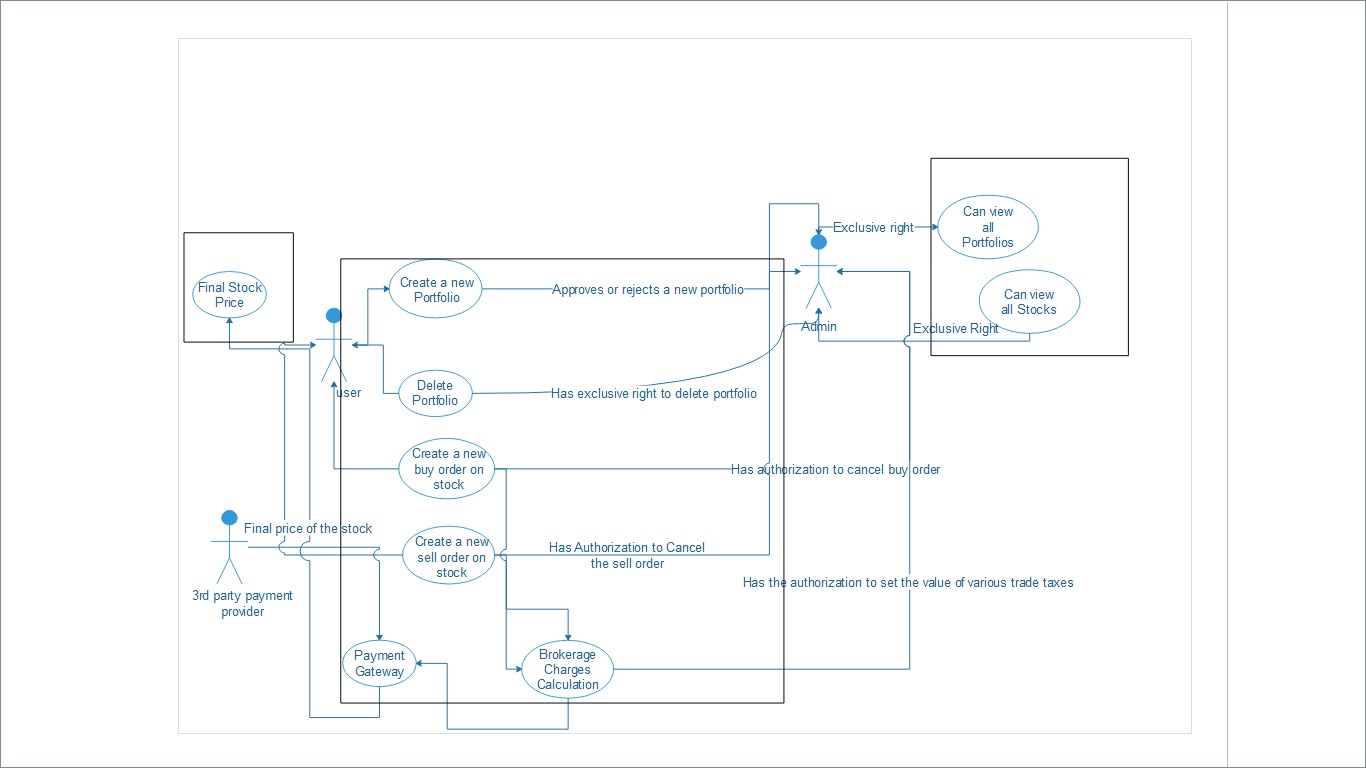 Can view
all
Portfolios
Exclusive right
Final Stock
Price
Create a new
Portfolio
Approves or rejects a new portfolio
Can view
all Stocks
Admin
Exclusive Right
user
Delete
Portfolio
Has exclusive right to delete portfolio
Create a new
buy order on
stock
Has authorization to cancel buy order
Final price of the stock
Create a new
sell order on
stock
Has Authorization to Cancel
the sell order
Has the authorization to set the value of various trade taxes
3rd party payment
provider
Payment
Gateway
Brokerage
Charges
Calculation